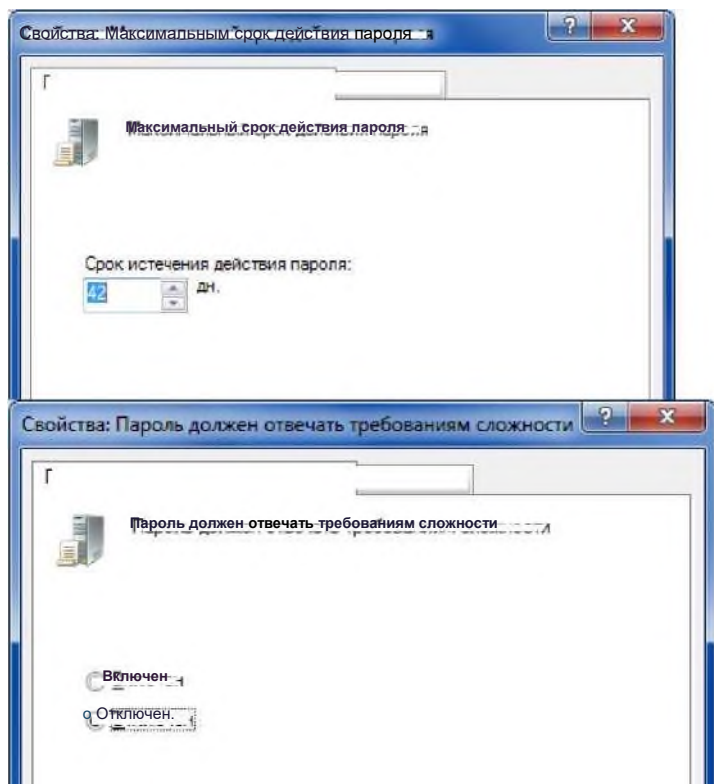 Свойства: Максимальным срок действия пароля
Максимальный срок действия пароля
Срок истечения действия пароля:
42 дн.
Свойства: Пароль должен отвечать требованиям сложности
Пароль должен отвечать требованиям сложности
Включен
Отключен.